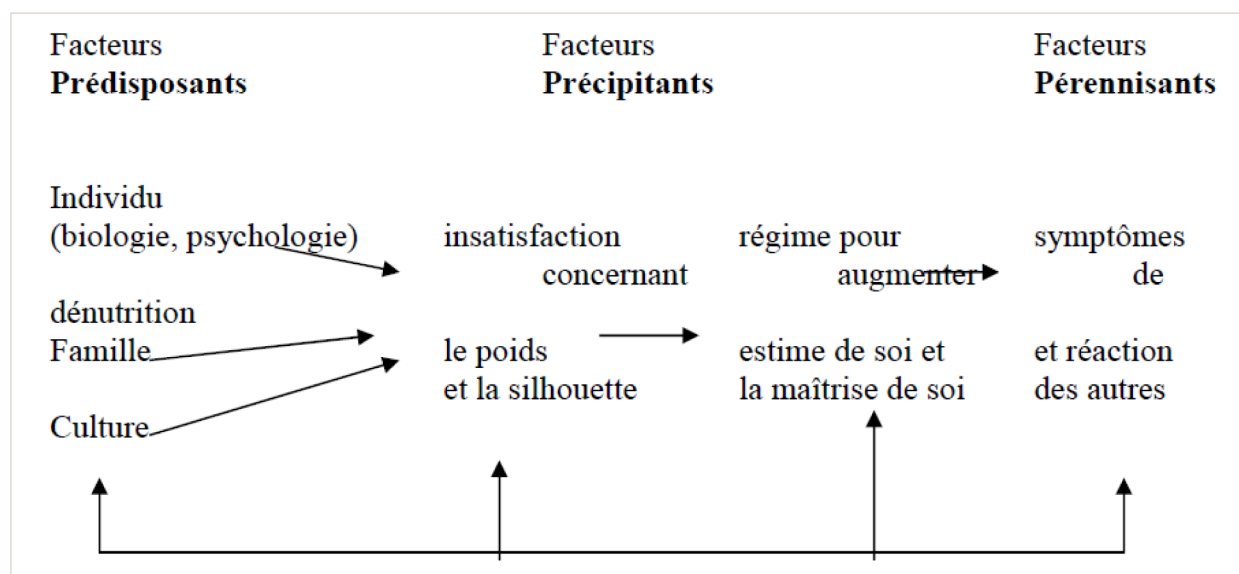 Facteurs Facteurs Facteurs
Prédisposants Précipitants Pérennisants
Individu
(biologie, psychologie) insatisfaction régime pour symptômes
concernant augmenter de
dénutrition
Famille le poids estime de soi et et réaction
et la silhouette la maîtrise de soi des autres
Culture